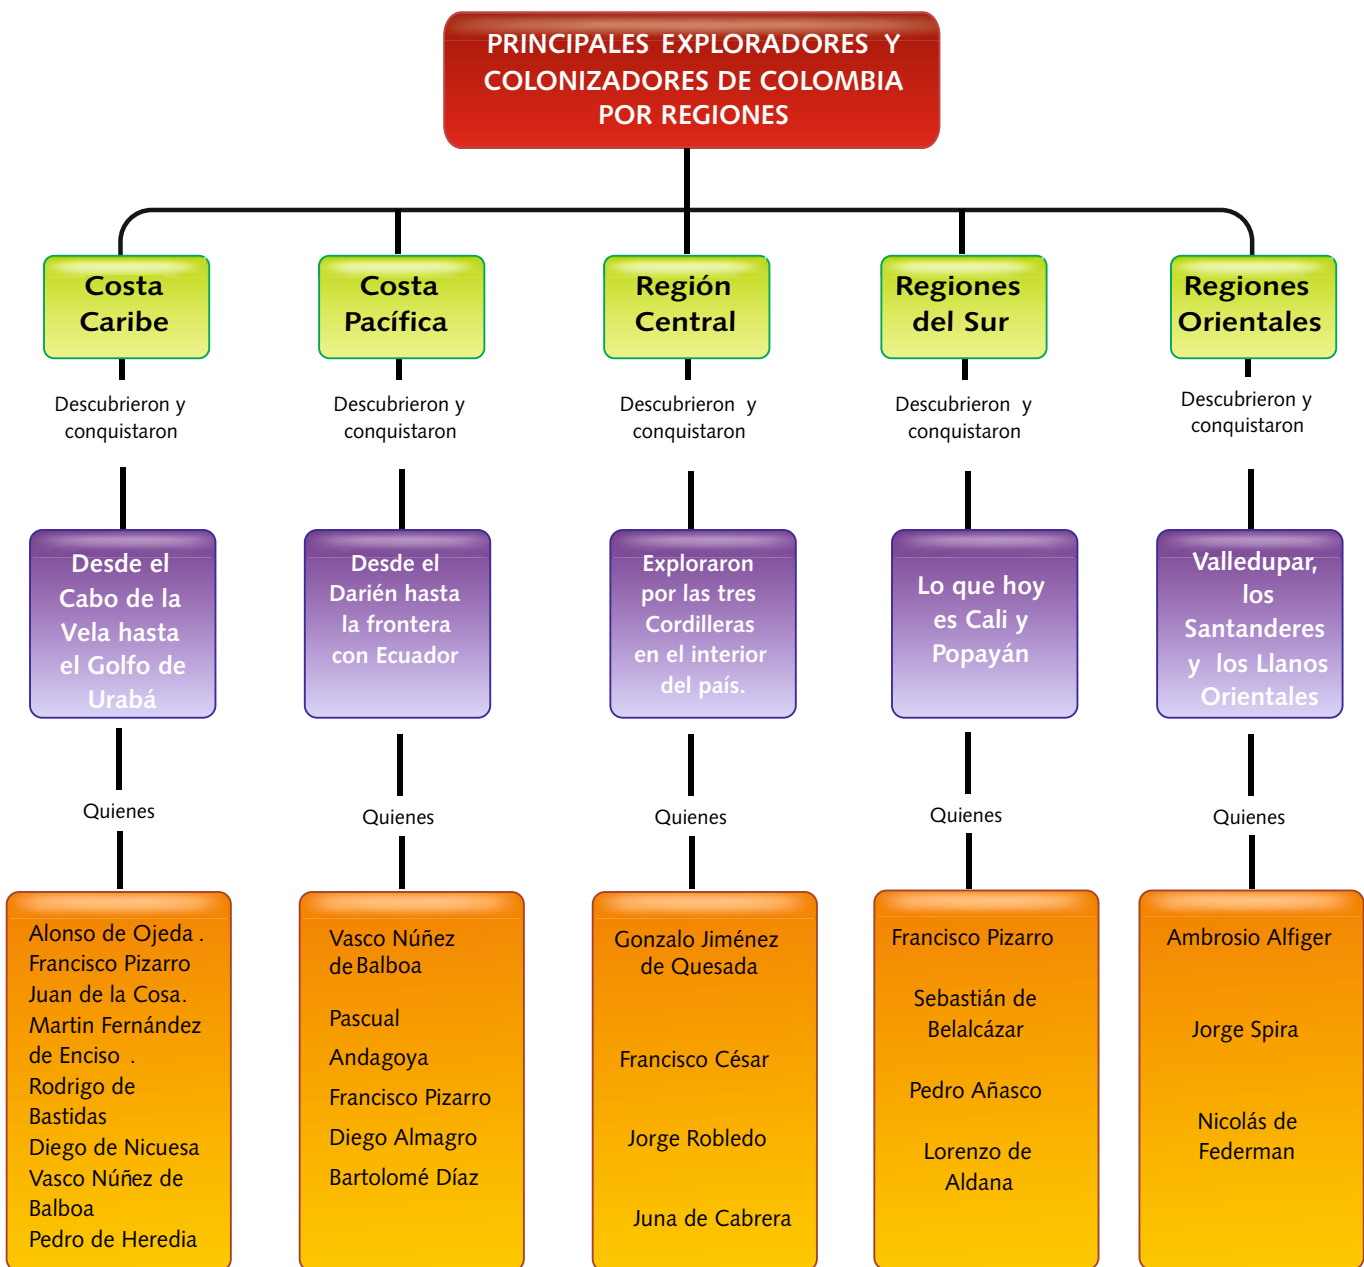 PRINCIPALES EXPLORADORES Y
COLONIZADORES DE COLOMBIA
POR REGIONES
Costa
Caribe
Descubrieron y
conquistaron
Desde el
Cabo de la
Vela hasta
el Golfo de
Urabá
Quienes
Alonso de Ojeda .
Francisco Pizarro
Juan de la Cosa.
Martin Fernández
de Enciso .
Rodrigo de
Bastidas
Diego de Nicuesa
Vasco Núñez de
Balboa
Pedro de Heredia
Costa
Pacífica
Descubrieron y
conquistaron
Desde el
Darién hasta
la frontera
con Ecuador
Quienes
Vasco Núñez
de Balboa
Pascual
Andagoya
Francisco Pizarro
Diego Almagro
Bartolomé Díaz
Región
Central
Descubrieron y
conquistaron
Exploraron
por las tres
Cordilleras
en el interior
del país.
Quienes
Gonzalo Jiménez
de Quesada
Francisco César
Jorge Robledo
Juna de Cabrera
Regiones
del Sur
Descubrieron y
conquistaron
Lo que hoy
es Cali y
Popayán
Quienes
Francisco Pizarro
Sebastián de
Belalcázar
Pedro Añasco
Lorenzo de
Aldana
Regiones
Orientales
Descubrieron y
conquistaron
Valledupar,
los
Santanderes
y los Llanos
Orientales
Quienes
Ambrosio Alfiger
Jorge Spira
Nicolás de
Federman